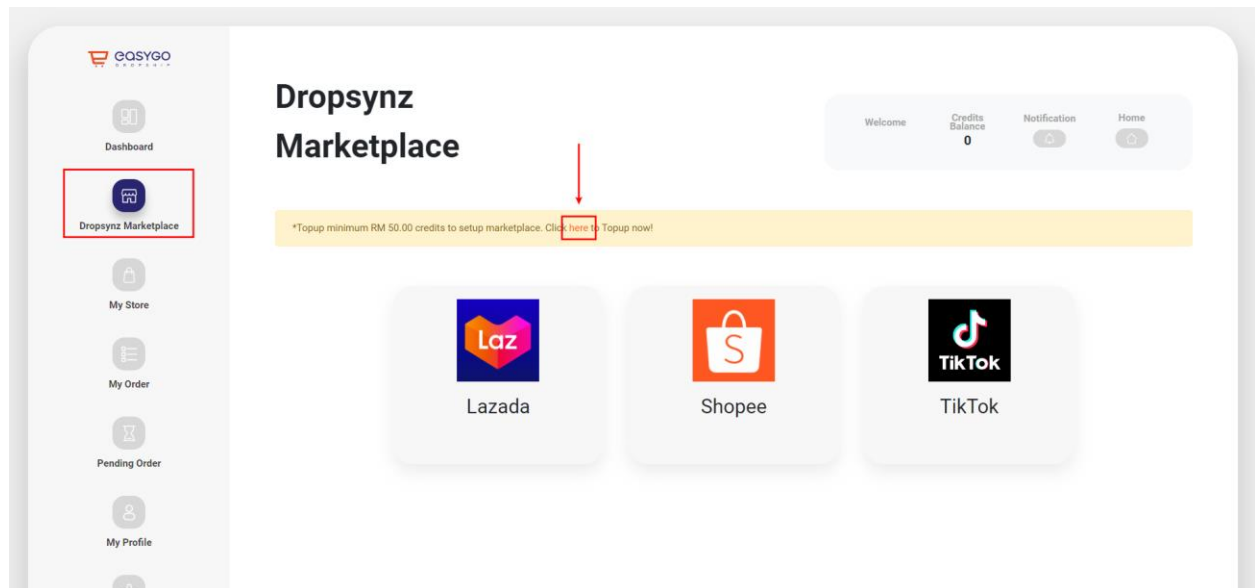 easyGO
DROPSHIP
Dashboard
Dropsynz Marketplace
My Store
My Order
Pending Order
My Profile
Dropsynz
Marketplace
Welcome
Credits
Balance
0
Notification
Home
*Topup minimum RM 50.00 credits to setup marketplace. Click here to Topup now!
Laz
Lazada
S
Shopee
TikTok
TikTok